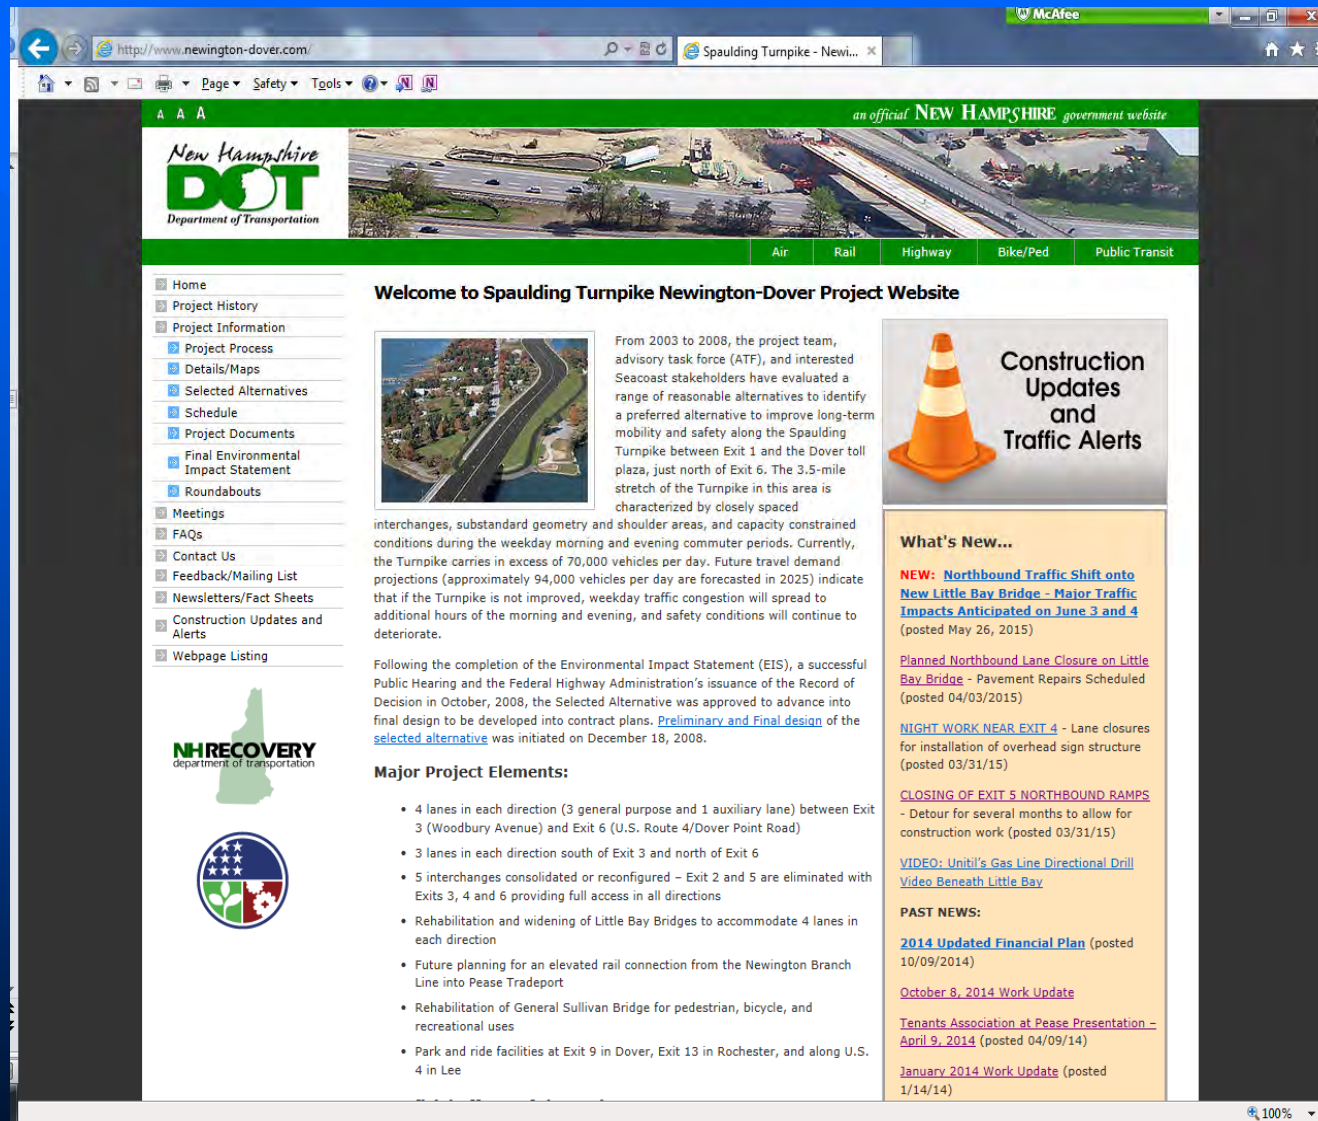 McAfee
http://www.newington-dover.com/
Spaulding Turnpike - Newi...
Page
Safety
Tools
A A A
an official NEW HAMPSHIRE government website
New Hampshire
DOT
Department of Transportation
Air
Rail
Highway
Bike/Ped
Public Transit
Home
Project History
Project Information
Project Process
Details/Maps
Selected Alternatives
Schedule
Project Documents
Final Environmental
Impact Statement
Roundabouts
Meetings
FAQs
Contact Us
Feedback/Mailing List
Newsletters/Fact Sheets
Construction Updates and
Alerts
Webpage Listing
NHRECOVERY
department of transportation
Welcome to Spaulding Turnpike Newington-Dover Project Website
From 2003 to 2008, the project team,
advisory task force (ATF), and interested
Seacoast stakeholders have evaluated a
range of reasonable alternatives to identify
a preferred alternative to improve long-term
mobility and safety along the Spaulding
Turnpike between Exit 1 and the Dover toll
plaza, just north of Exit 6. The 3.5-mile
stretch of the Turnpike in this area is
characterized by closely spaced
interchanges, substandard geometry and shoulder areas, and capacity constrained
conditions during the weekday morning and evening commuter periods. Currently,
the Turnpike carries in excess of 70,000 vehicles per day. Future travel demand
projections (approximately 94,000 vehicles per day are forecasted in 2025) indicate
that if the Turnpike is not improved, weekday traffic congestion will spread to
additional hours of the morning and evening, and safety conditions will continue to
deteriorate.
Following the completion of the Environmental Impact Statement (EIS), a successful
Public Hearing and the Federal Highway Administration's issuance of the Record of
Decision in October, 2008, the Selected Alternative was approved to advance into
final design to be developed into contract plans. Preliminary and Final design of the
selected alternative was initiated on December 18, 2008.
Major Project Elements:
• 4 lanes in each direction (3 general purpose and 1 auxiliary lane) between Exit
3 (Woodbury Avenue) and Exit 6 (U.S. Route 4/Dover Point Road)
• 3 lanes in each direction south of Exit 3 and north of Exit 6
• 5 interchanges consolidated or reconfigured – Exit 2 and 5 are eliminated with
Exits 3, 4 and 6 providing full access in all directions
• Rehabilitation and widening of Little Bay Bridges to accommodate 4 lanes in
each direction
• Future planning for an elevated rail connection from the Newington Branch
Line into Pease Tradeport
• Rehabilitation of General Sullivan Bridge for pedestrian, bicycle, and
recreational uses
• Park and ride facilities at Exit 9 in Dover, Exit 13 in Rochester, and along U.S.
4 in Lee
Construction
Updates
and
Traffic Alerts
What's New...
NEW: Northbound Traffic Shift onto
New Little Bay Bridge - Major Traffic
Impacts Anticipated on June 3 and 4
(posted May 26, 2015)
Planned Northbound Lane Closure on Little
Bay Bridge - Pavement Repairs Scheduled
(posted 04/03/2015)
NIGHT WORK NEAR EXIT 4 - Lane closures
for installation of overhead sign structure
(posted 03/31/15)
CLOSING OF EXIT 5 NORTHBOUND RAMPS
- Detour for several months to allow for
construction work (posted 03/31/15)
VIDEO: Unitil's Gas Line Directional Drill
Video Beneath Little Bay
PAST NEWS:
2014 Updated Financial Plan (posted
10/09/2014)
October 8, 2014 Work Update
Tenants Association at Pease Presentation –
April 9, 2014 (posted 04/09/14)
January 2014 Work Update (posted
1/14/14)
100%